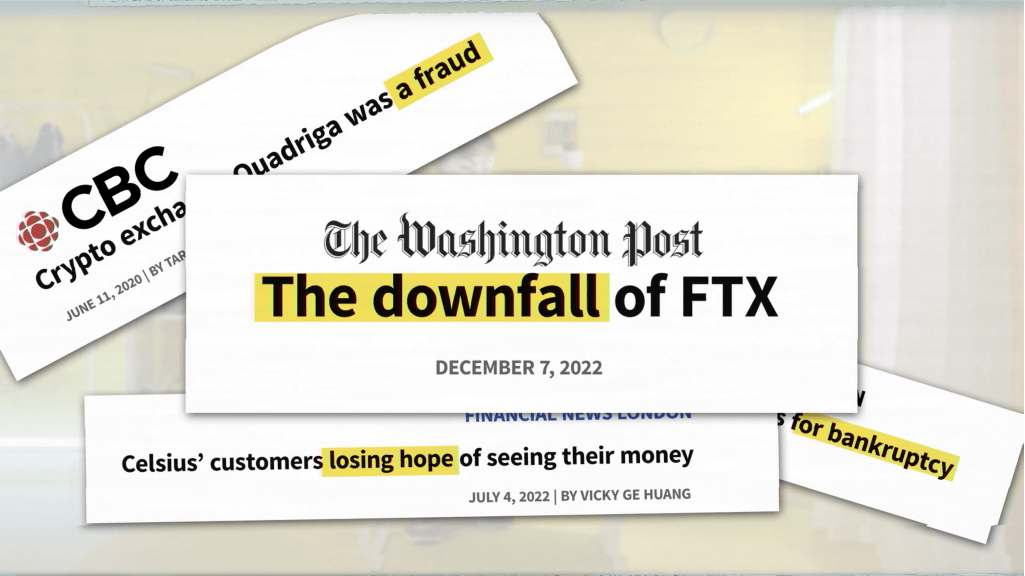 CBC
Crypto
Quadriga was a fraud
JUNE 11, 2020 | BY
The Washington Post
The downfall of FTX
DECEMBER 7, 2022
FINANCIAL NEWS LONDON
Celsius’ customers losing hope of seeing their money
JULY 4, 2022 | BY VICKY GE HUANG
for bankruptcy